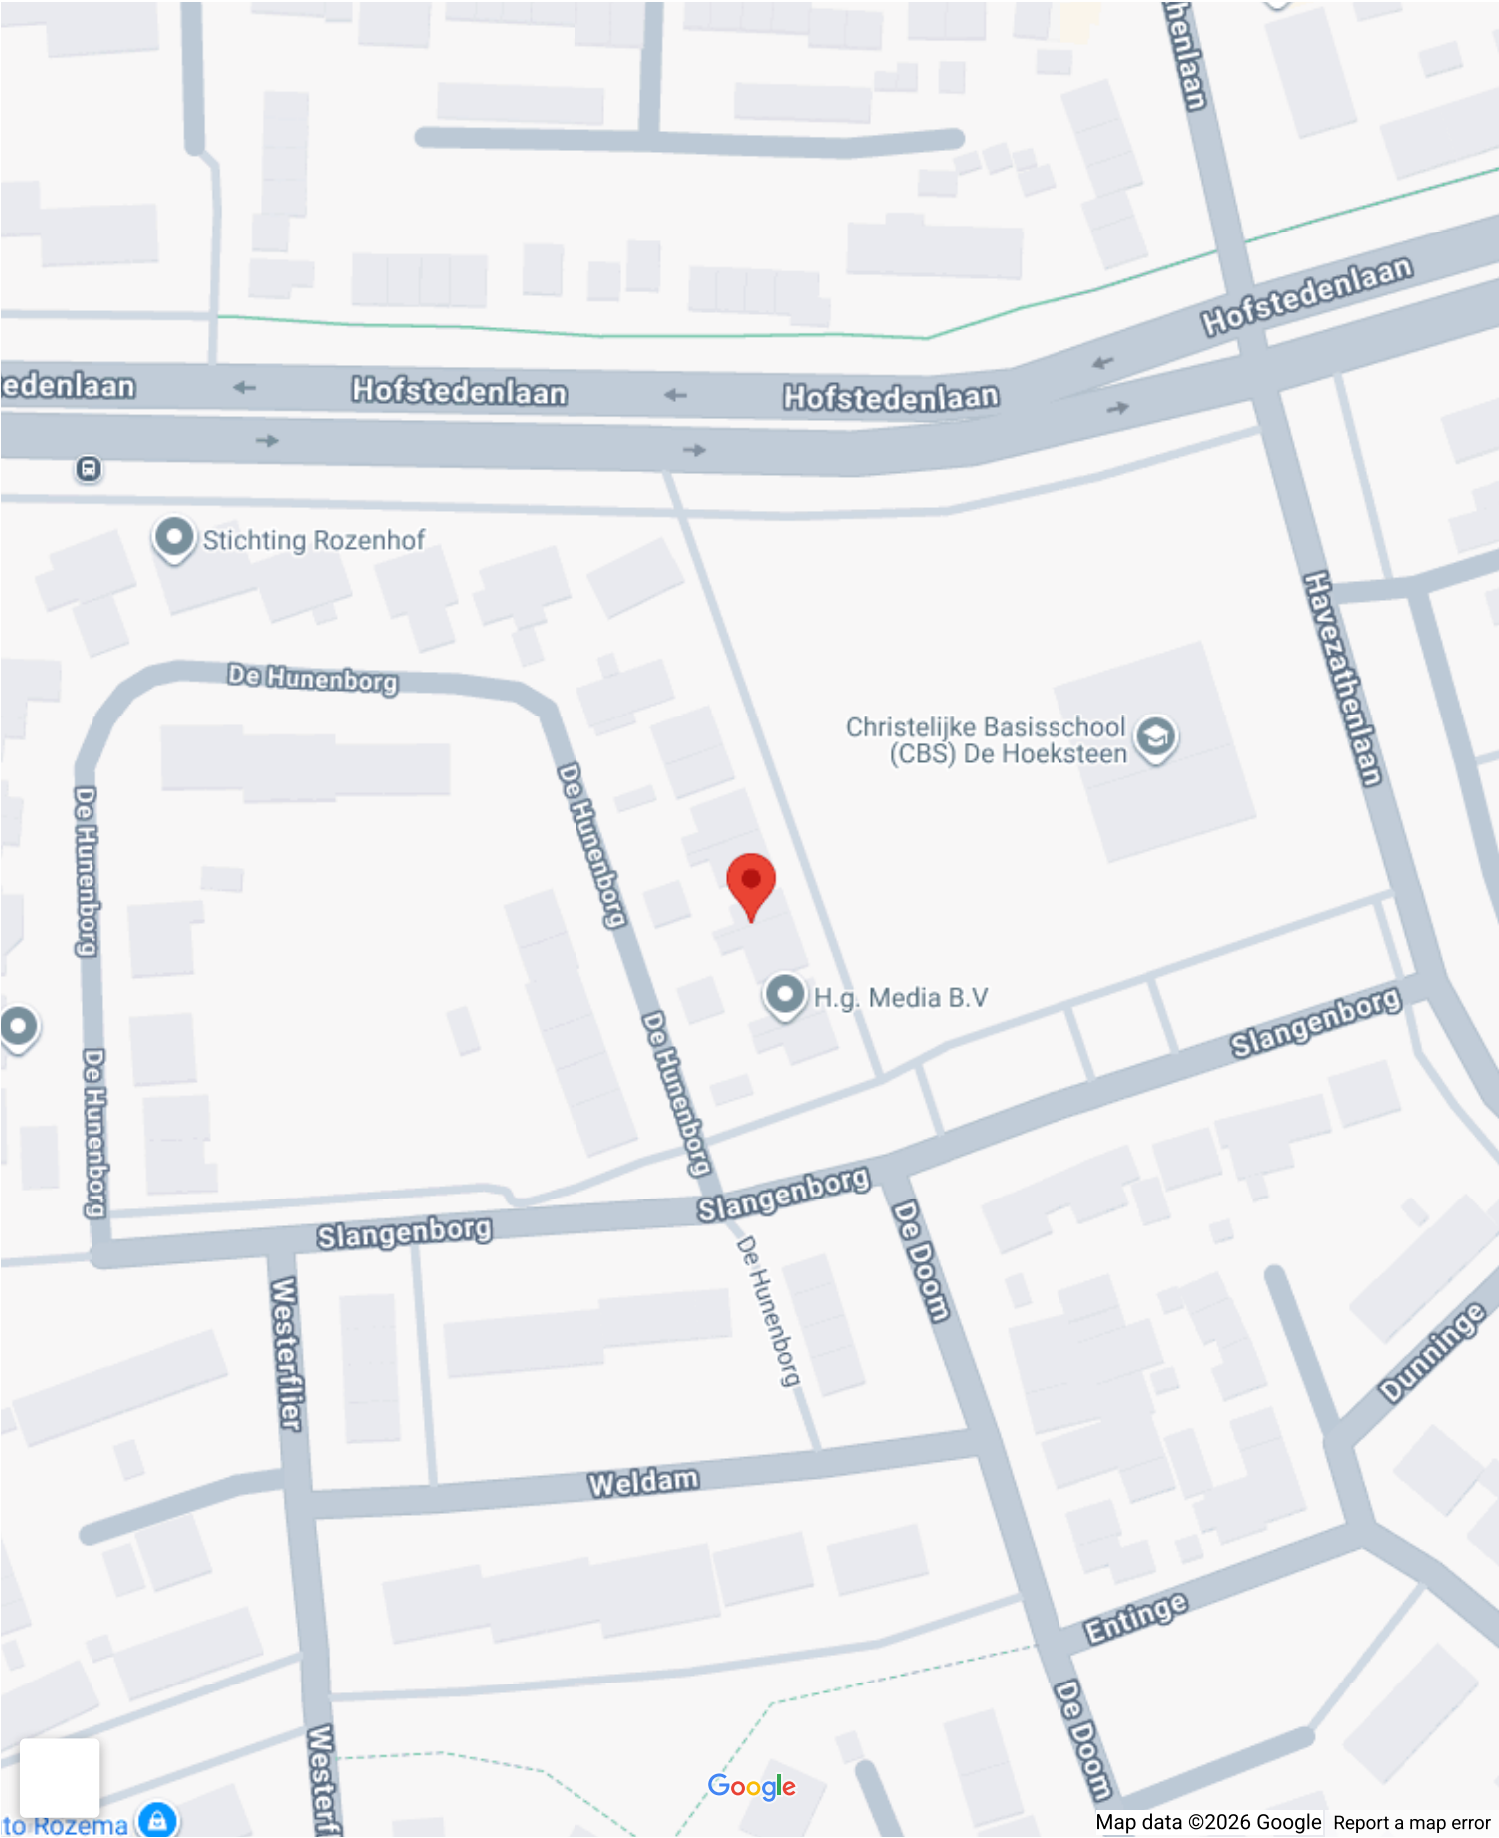 henlaan
Hofstedenlaan
edenlaan
Hofstedenlaan
Hofstedenlaan
Stichting Rozenhof
Havezathenlaan
De Hunenborg
Christelijke Basisschool
(CBS) De Hoeksteen
De Hunenborg
De Hunenborg
H.g. Media B.V
Slangenborg
De Hunenborg
De Hunenborg
Slangenborg
Slangenborg
De Doom
De Hunenborg
Westerflier
Dunninge
Weldam
Entinge
De Doom
Westerf
Google
to Rozema
Map data ©2026 Google
Report a map error